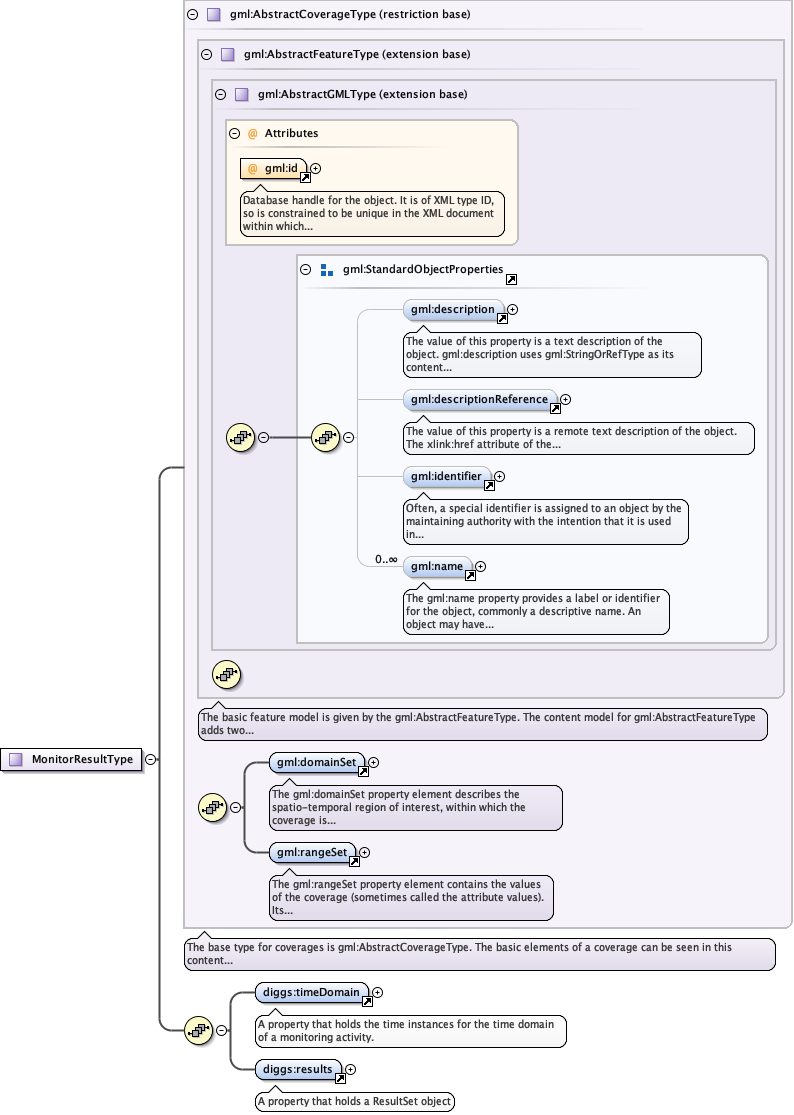 gml:AbstractCoverageType (restriction base)
gml:AbstractFeatureType (extension base)
gml:AbstractGMLType (extension base)
@ Attributes
@ gml:id
Database handle for the object. It is of XML type ID,
so is constrained to be unique in the XML document
within which...
gml:StandardObjectProperties
gml:description
The value of this property is a text description of the
object. gml:description uses gml:StringOrRefType as its
content...
gml:descriptionReference
The value of this property is a remote text description of the object.
The xlink:href attribute of the...
gml:identifier
Often, a special identifier is assigned to an object by the
maintaining authority with the intention that it is used
in...
0..∞
gml:name
The gml:name property provides a label or identifier
for the object, commonly a descriptive name. An
object may have...
The basic feature model is given by the gml:AbstractFeatureType. The content model for gml:AbstractFeatureType
adds two...
MonitorResultType
gml:domainSet
The gml:domainSet property element describes the
spatio-temporal region of interest, within which the
coverage is...
gml:rangeSet
The gml:rangeSet property element contains the values
of the coverage (sometimes called the attribute values).
Its...
The base type for coverages is gml:AbstractCoverageType. The basic elements of a coverage can be seen in this
content...
diggs:timeDomain
A property that holds the time instances for the time domain
of a monitoring activity.
diggs:results
A property that holds a ResultSet object